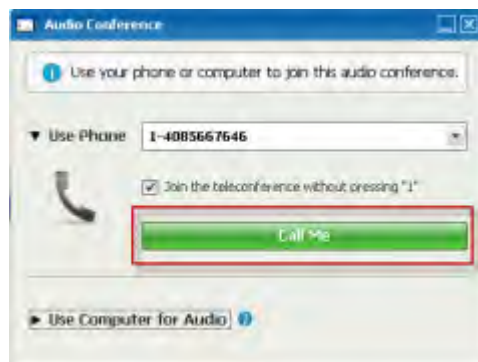 Audio Conference
Use your phone or computer to join this audio conference.
Use Phone
1-4085667646
Join the teleconference without pressing "1"
Call Me
Use Computer for Audio